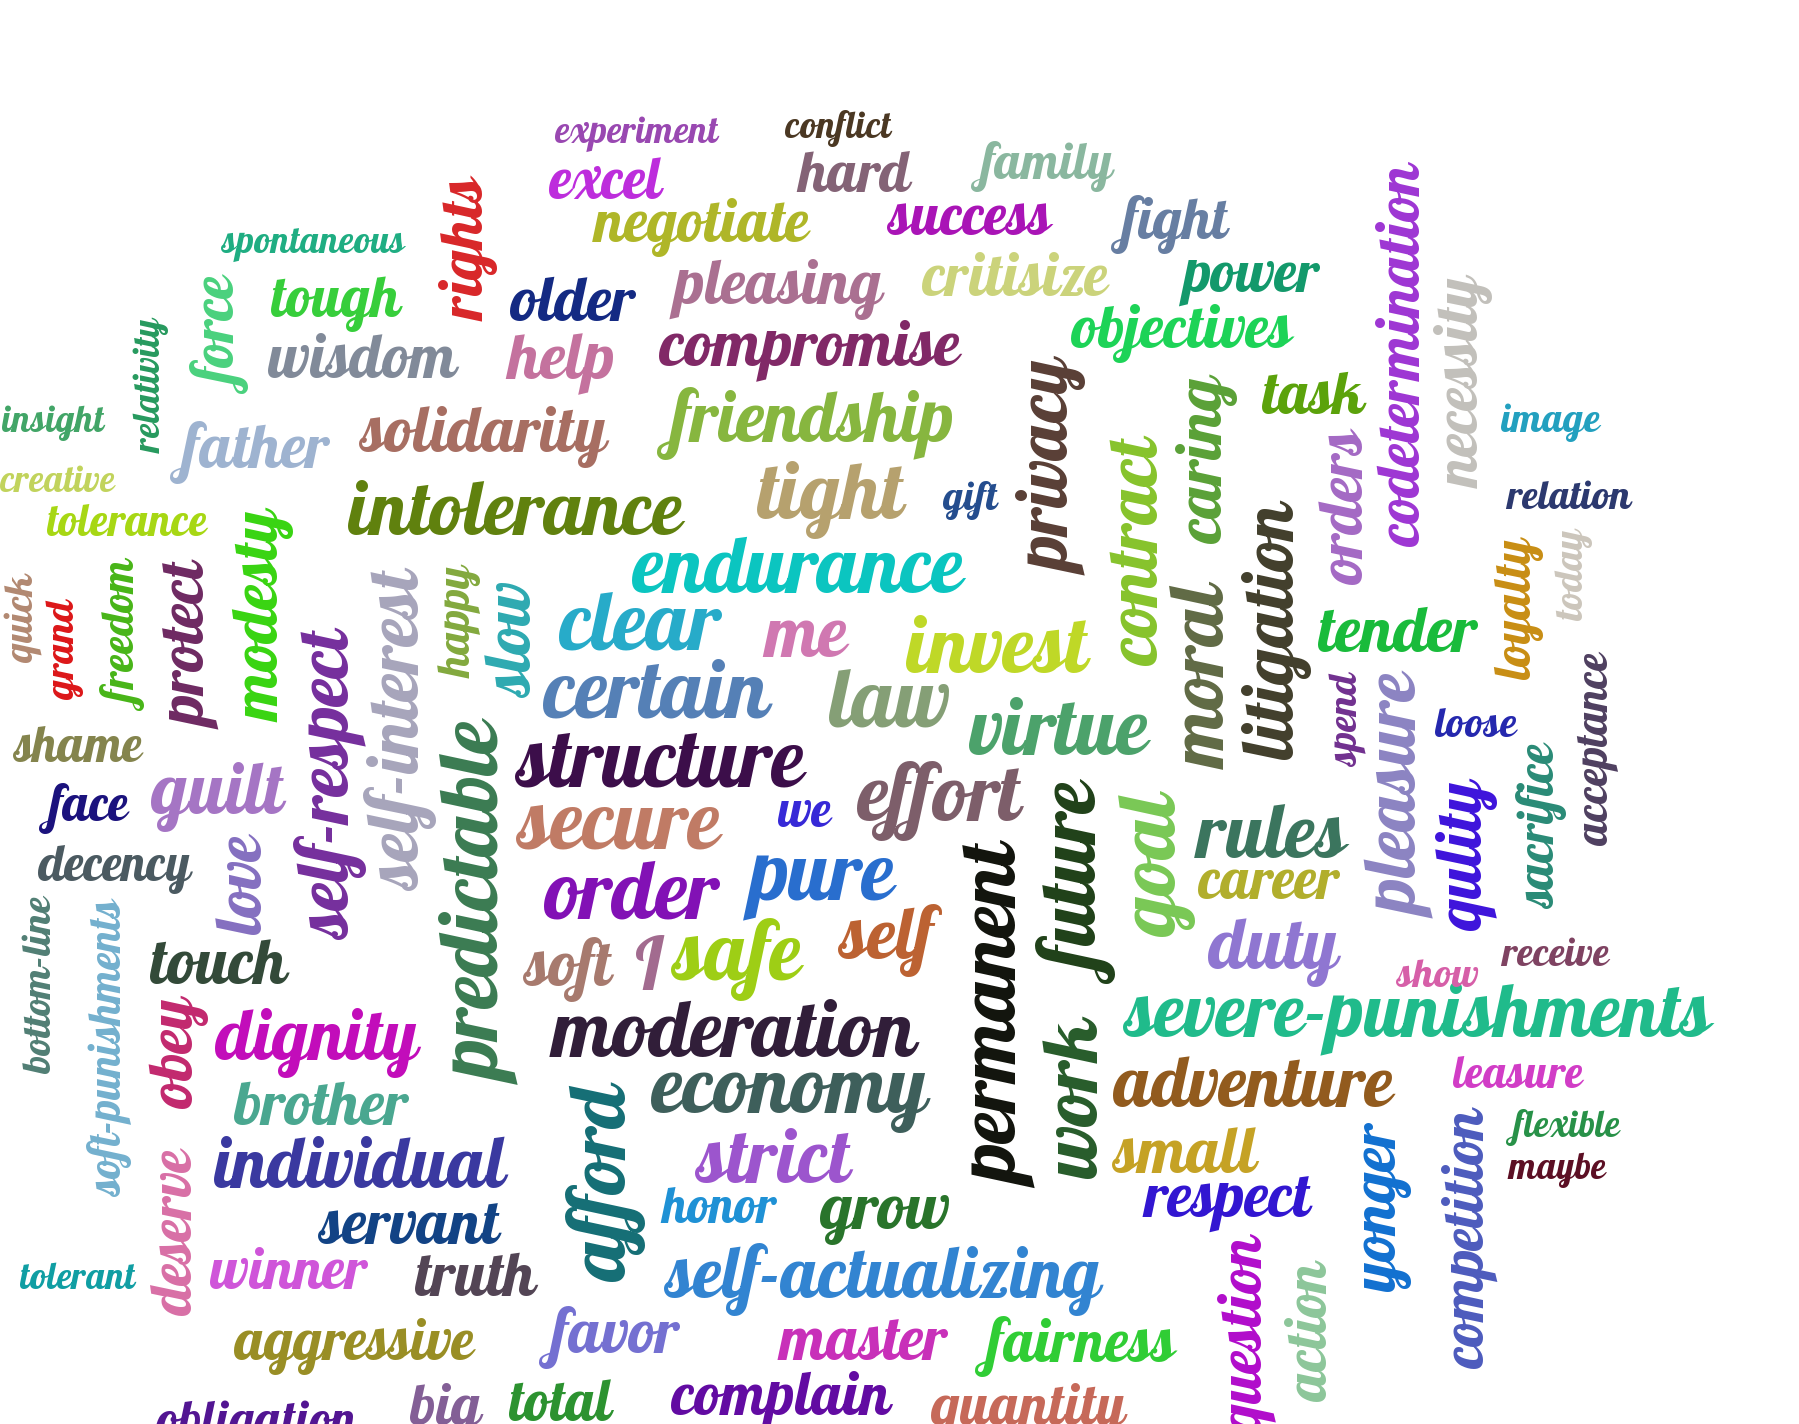 experiment
conflict
excel
hard
family
rights
negotiate
success
fight
codetermination
spontaneous
force
tough
older
pleasing
critisize
power
necessity
relativity
wisdom
help
compromise
objectives
insight
father
solidarity
friendship
privacy
caring
task
orders
image
creative
tolerance
intolerance
tight
gift
contract
relation
modesty
endurance
litigation
loyalty
today
quick
grand
freedom
protect
self-respect
self-interest
happy
slow
clear
me
invest
moral
tender
certain
law
virtue
spend
pleasure
loose
acceptance
shame
predictable
structure
effort
future
face
guilt
secure
we
goal
rules
qulity
sacrifice
decency
love
order
pure
permanent
career
bottom-line
soft-punishments
touch
soft
I
safe
self
duty
show
receive
obey
dignity
moderation
work
severe-punishments
brother
economy
adventure
leasure
individual
afford
strict
small
yonger
competition
flexible
maybe
deserve
servant
honor
grow
respect
tolerant
winner
truth
self-actualizing
question
action
aggressive
favor
master
fairness
obligation
big
total
complain
quantity